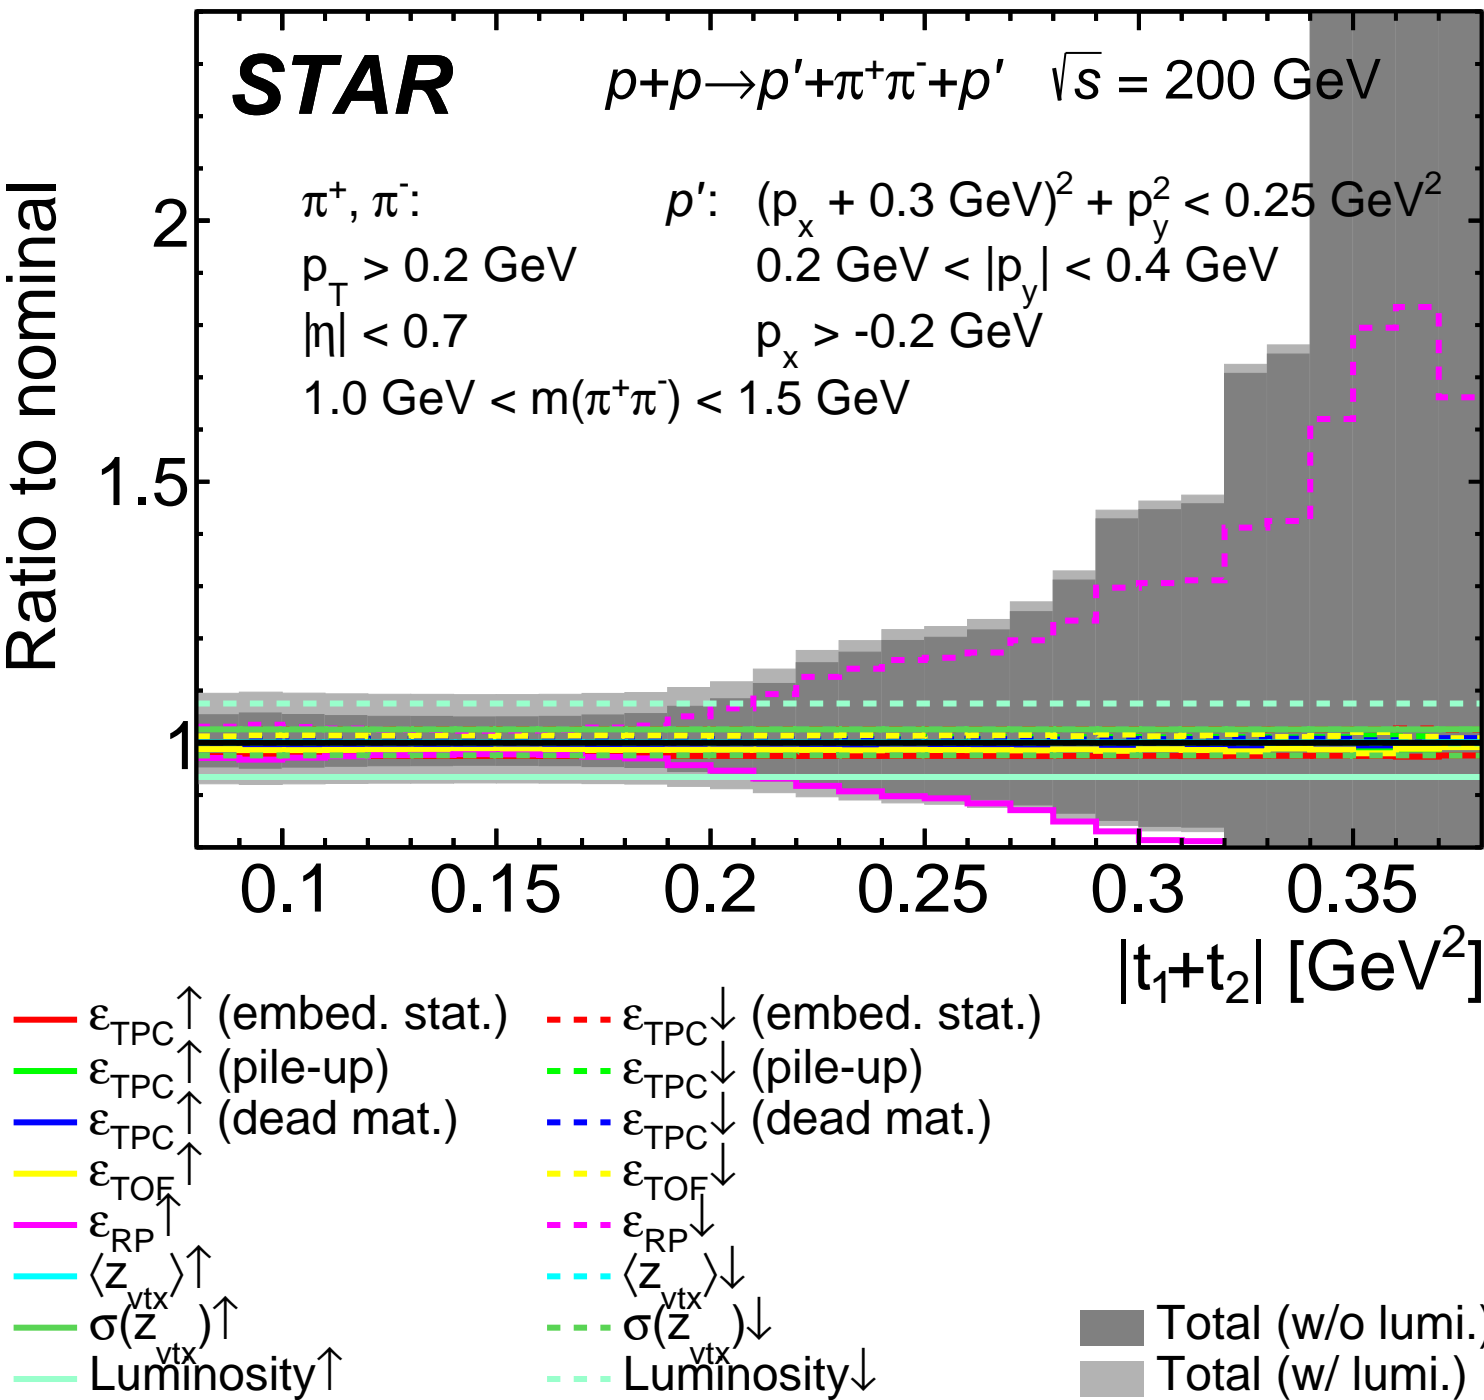 STAR p+p→p′+π⁺π⁻+p′ √s = 200 GeV
π⁺, π⁻: p′: (pₓ + 0.3 GeV)² + p_y² < 0.25 GeV²
p_T > 0.2 GeV 0.2 GeV < |p_y| < 0.4 GeV
|η| < 0.7 pₓ > -0.2 GeV
1.0 GeV < m(π⁺π⁻) < 1.5 GeV
Ratio to nominal
2
1.5
1
0.1 0.15 0.2 0.25 0.3 0.35
|t₁+t₂| [GeV²]
ε_TPC↑ (embed. stat.) ε_TPC↓ (embed. stat.)
ε_TPC↑ (pile-up) ε_TPC↓ (pile-up)
ε_TPC↑ (dead mat.) ε_TPC↓ (dead mat.)
ε_TOF↑ ε_TOF↓
ε_RP↑ ε_RP↓
⟨z_vtx⟩↑ ⟨z_vtx⟩↓
σ(z_vtx)↑ σ(z_vtx)↓ Total (w/o lumi.)
Luminosity↑ Luminosity↓ Total (w/ lumi.)